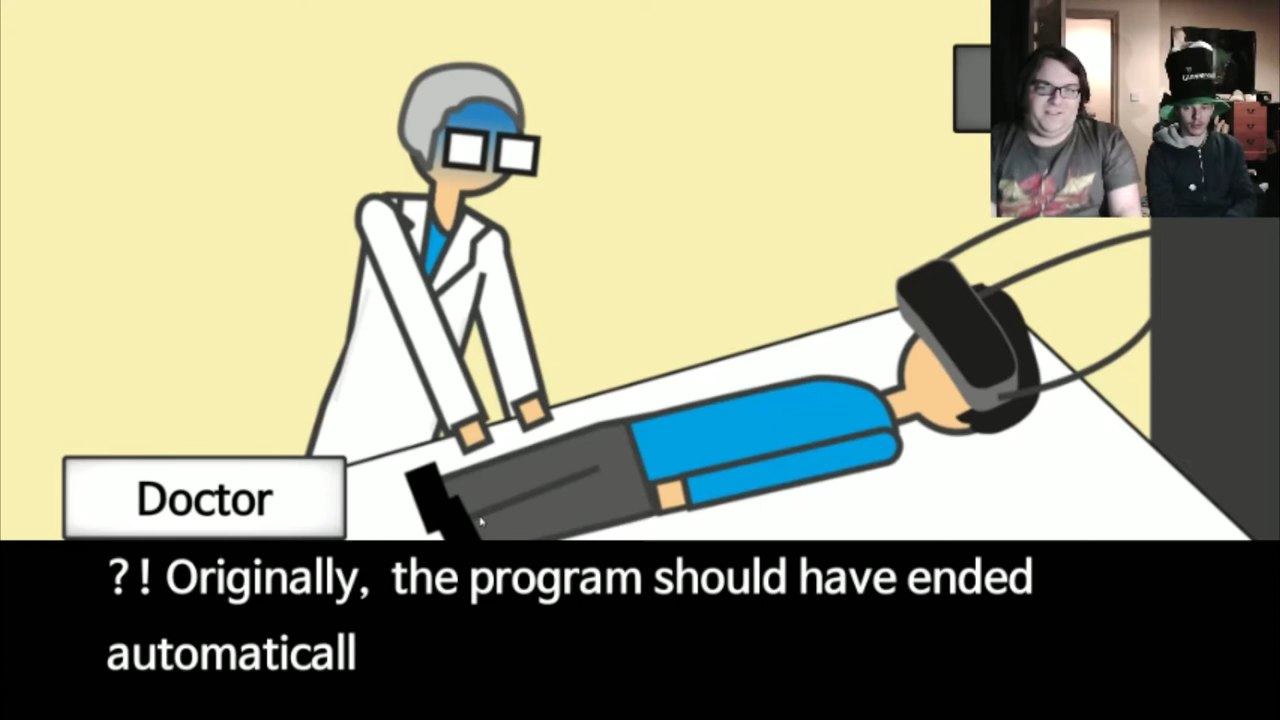 Doctor
?! Originally, the program should have ended
automaticall